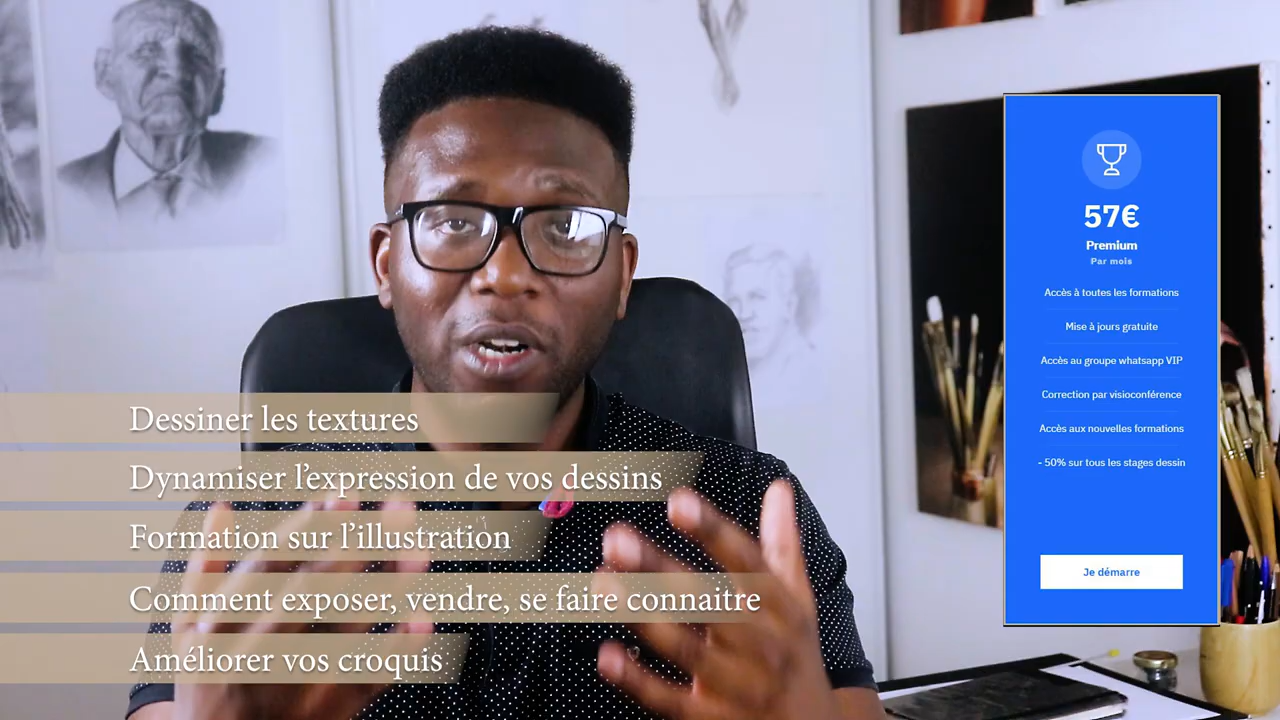 Dessiner les textures
Dynamiser l'expression de vos dessins
Formation sur l'illustration
Comment exposer, vendre, se faire connaitre
Améliorer vos croquis
57€
Premium
Par mois
Accès à toutes les formations
Mise à jours gratuite
Accès au groupe whatsapp VIP
Correction par visioconférence
Accès aux nouvelles formations
- 50% sur tous les stages dessin
Je démarre